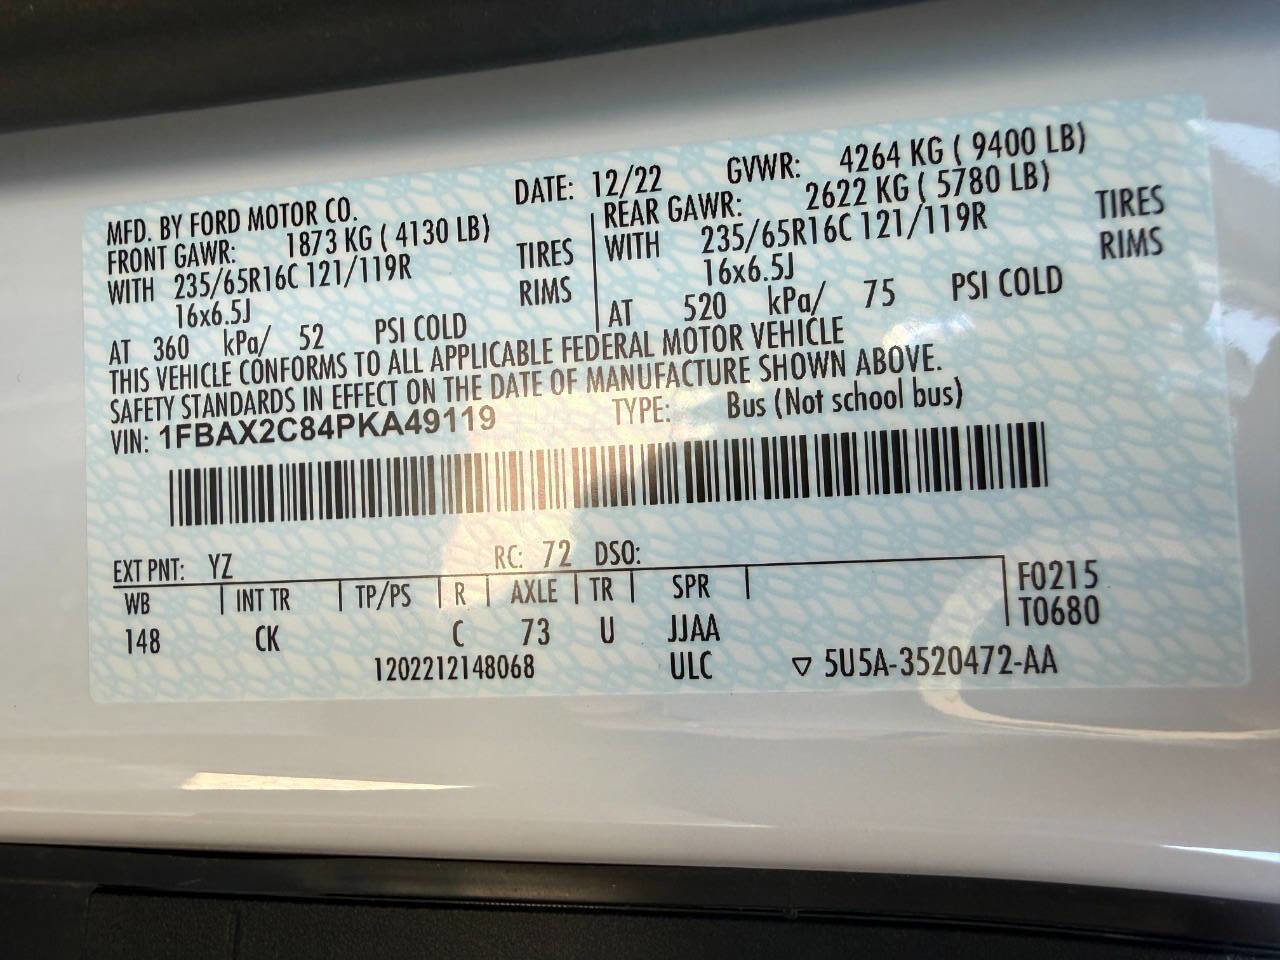 MFD. BY FORD MOTOR CO. DATE: 12/22 GVWR: 4264 KG ( 9400 LB)
FRONT GAWR: 1873 KG ( 4130 LB) REAR GAWR: 2622 KG ( 5780 LB)
WITH 235/65R16C 121/119R TIRES WITH 235/65R16C 121/119R TIRES
16x6.5J RIMS 16x6.5J RIMS
AT 360 kPa/ 52 PSI COLD AT 520 kPa/ 75 PSI COLD
THIS VEHICLE CONFORMS TO ALL APPLICABLE FEDERAL MOTOR VEHICLE
SAFETY STANDARDS IN EFFECT ON THE DATE OF MANUFACTURE SHOWN ABOVE.
VIN: 1FBAX2C84PKA49119 TYPE: Bus (Not school bus)
EXT PNT: YZ RC: 72 DSO:
WB | INT TR | TP/PS | R | AXLE | TR | SPR | F0215
T0680
148 CK C 73 U JJAA
1202212148068 ULC ▽ 5U5A-3520472-AA